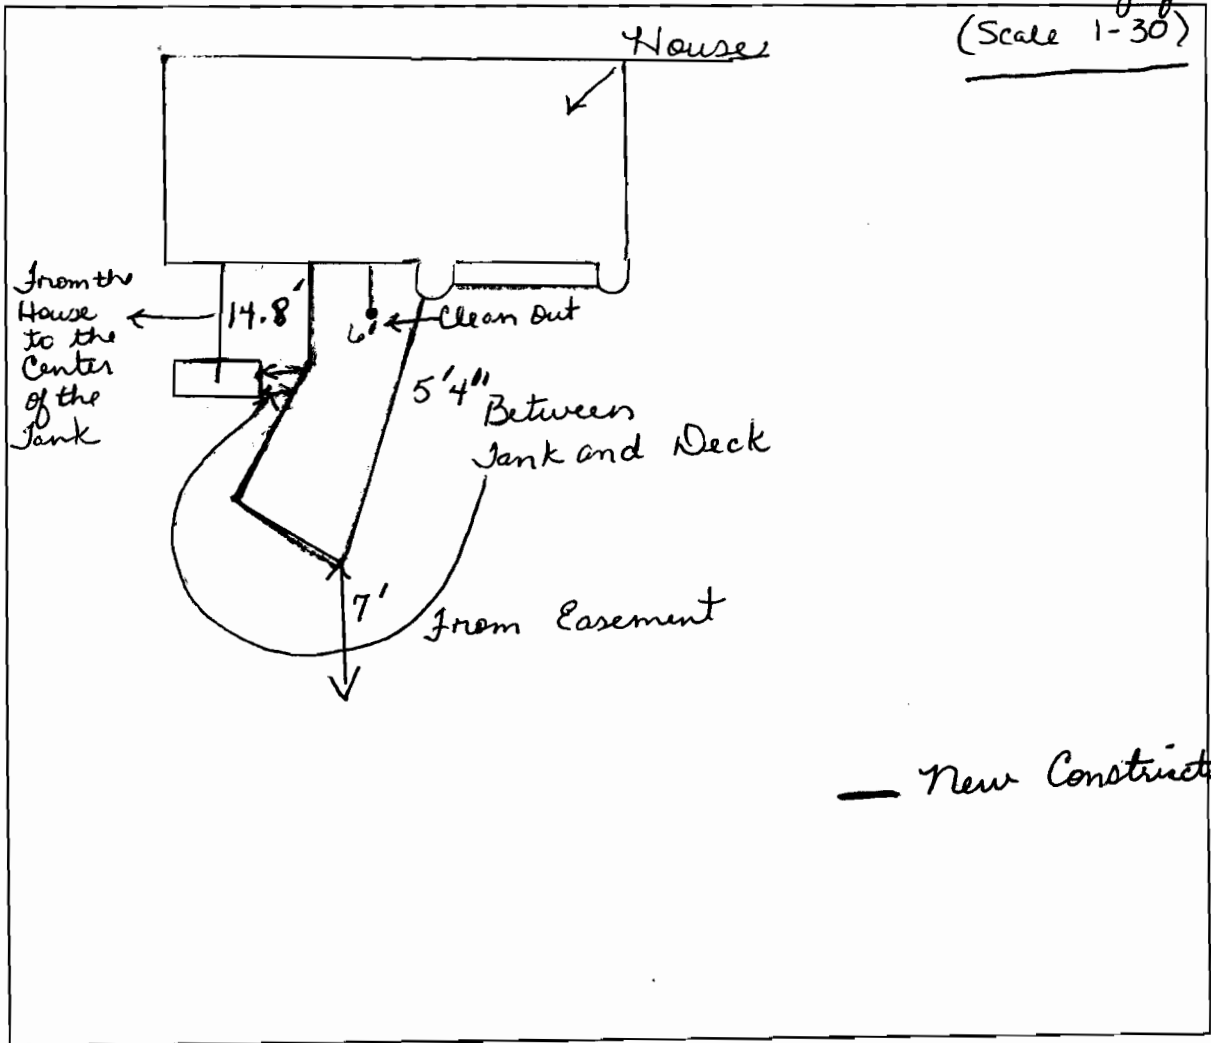 House
(Scale 1-30)
From the
House
to the
Center
of the
Tank
14.8'
6'
Clean Out
5'4"
Between
Tank and Deck
7'
From Easement
New Construct